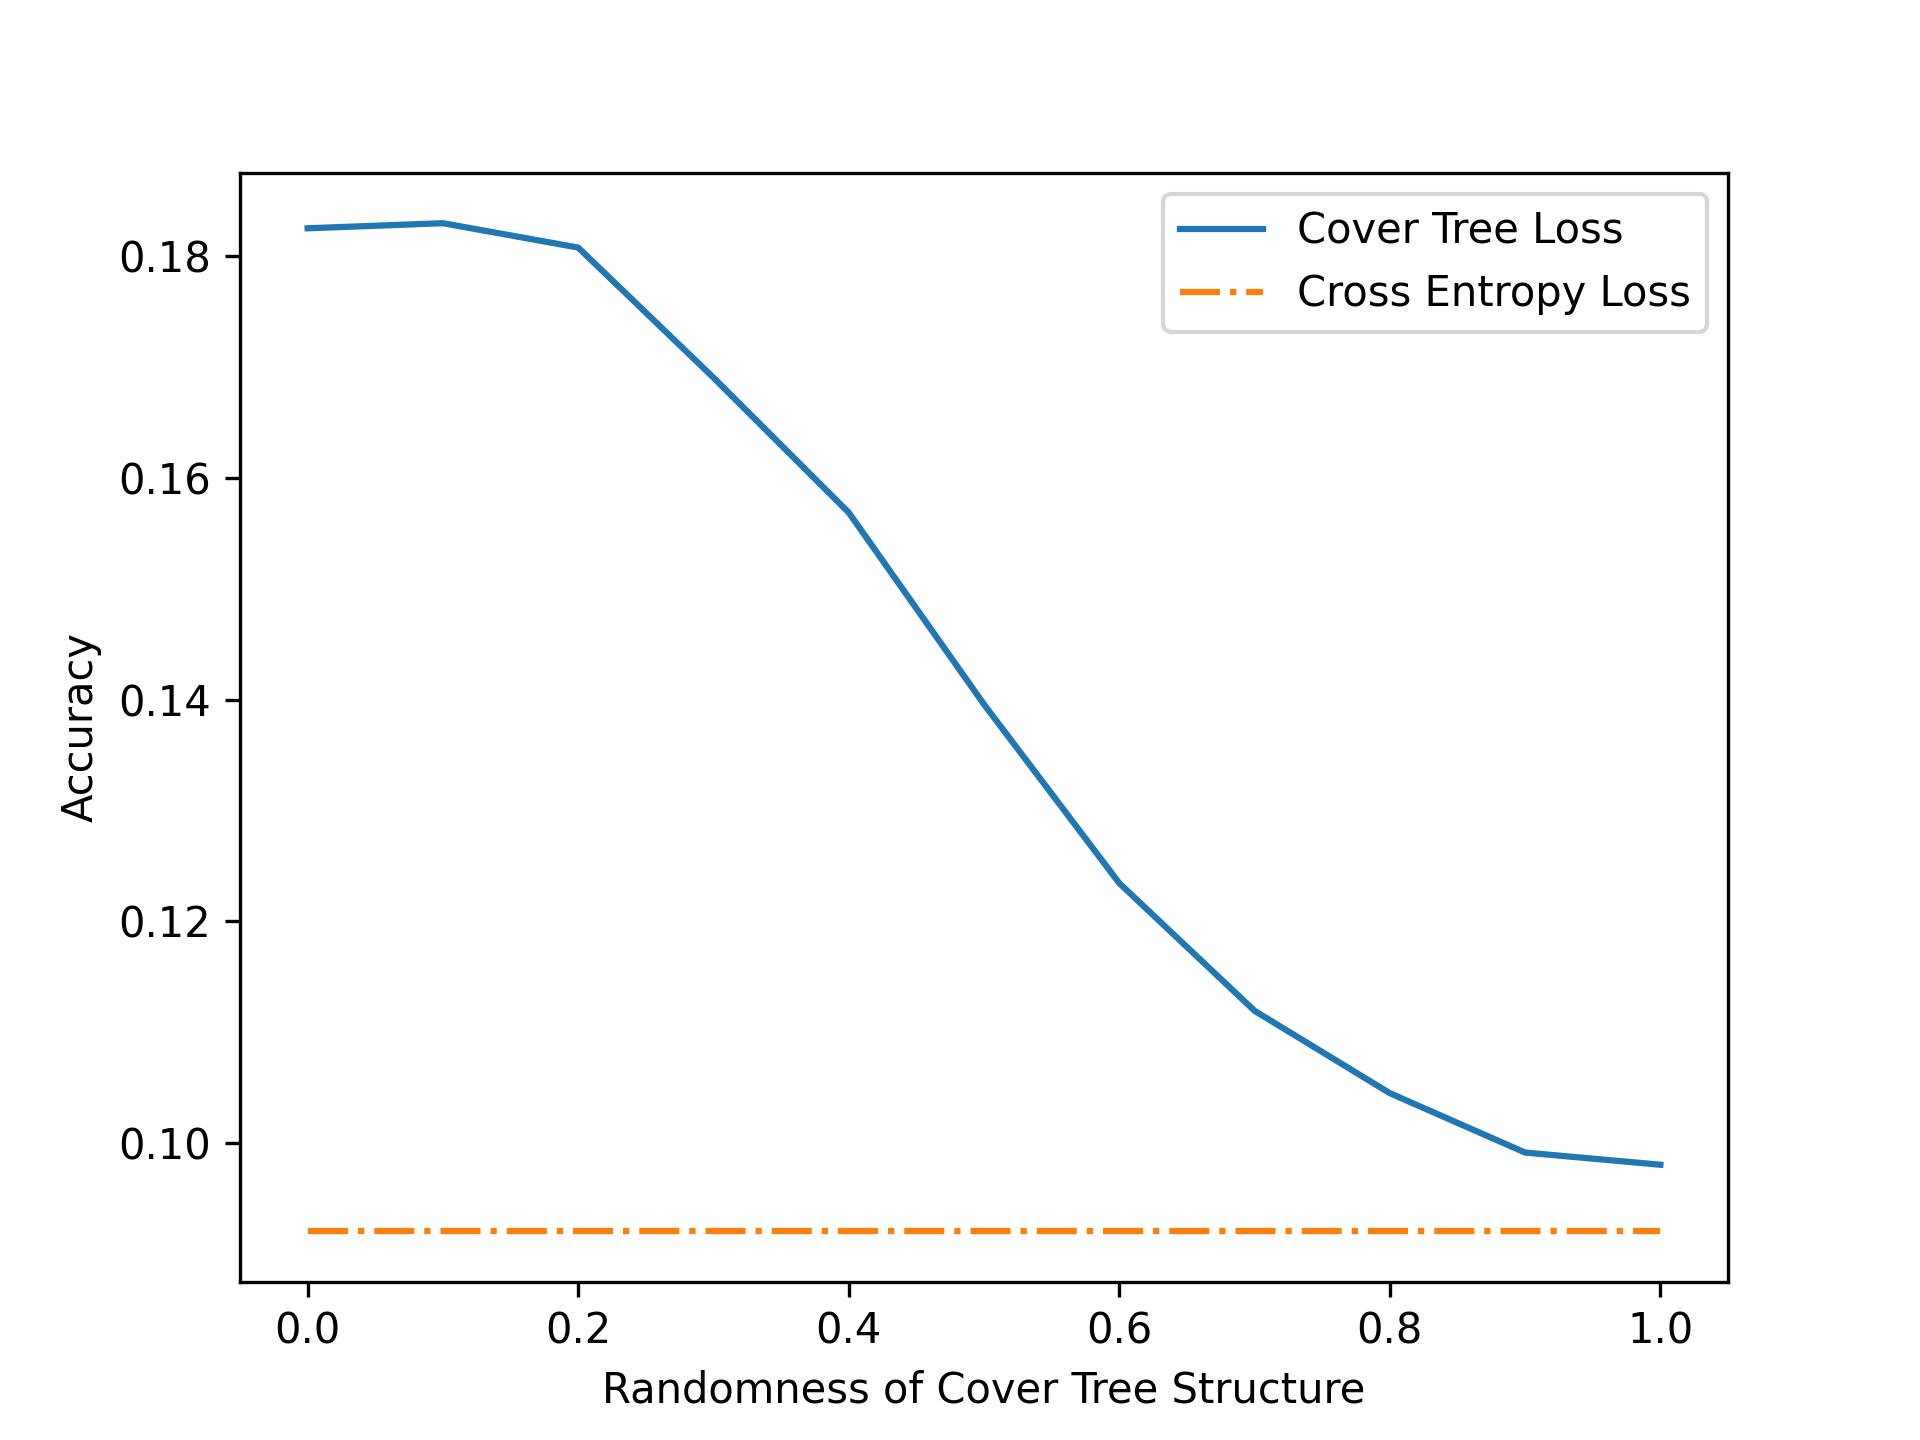 Cover Tree Loss
Cross Entropy Loss
0.18
0.16
0.14
0.12
0.10
Accuracy
0.0 0.2 0.4 0.6 0.8 1.0
Randomness of Cover Tree Structure